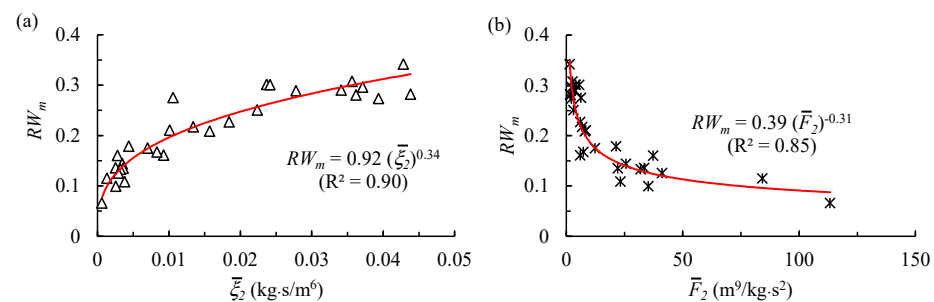 (a)
0.4
0.3
0.2
0.1
0
RWₘ
RWₘ = 0.92 (ξ̅₂)^0.34
(R² = 0.90)
0 0.01 0.02 0.03 0.04 0.05
ξ̅₂ (kg·s/m⁶)
(b)
0.4
0.3
0.2
0.1
0
RWₘ
RWₘ = 0.39 (F̅₂)^-0.31
(R² = 0.85)
0 50 100 150
F̅₂ (m⁹/kg·s²)